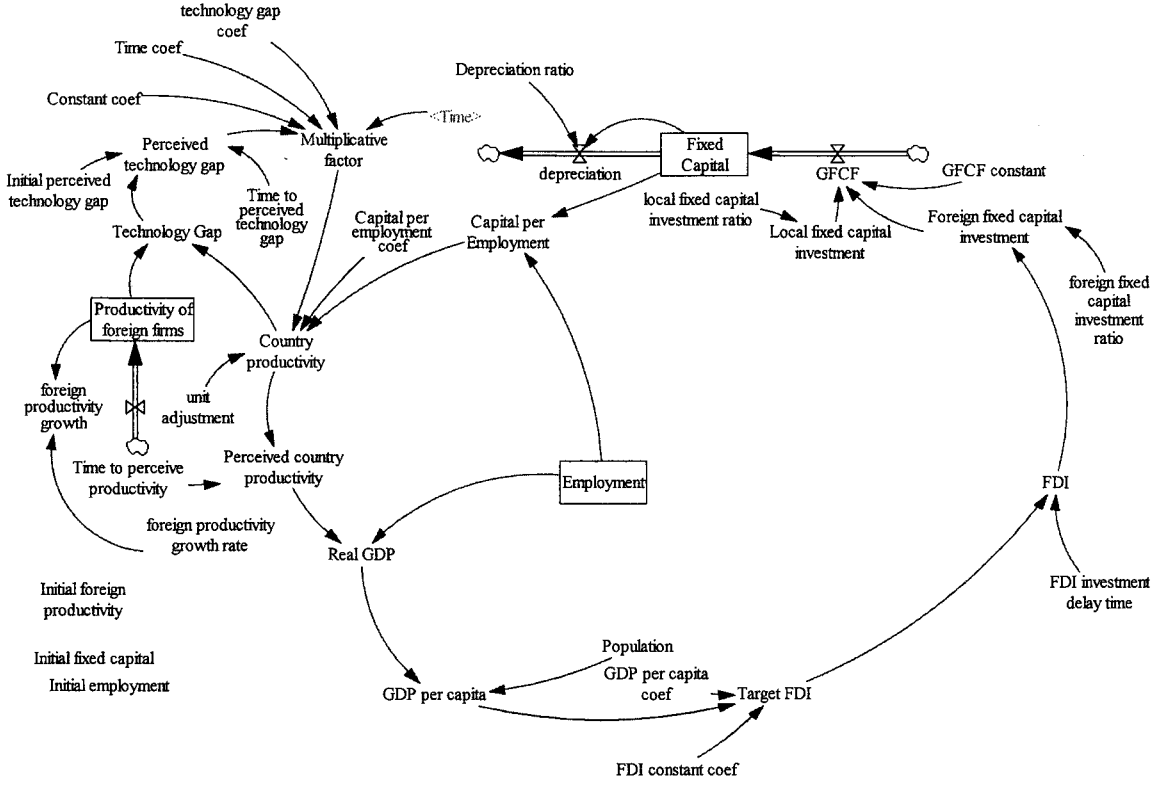 technology gap
coef
Time coef
Constant coef
<Time>
Multiplicative
factor
Perceived
technology gap
Initial perceived
technology gap
Time to
perceived
technology
gap
Technology Gap
Capital per
employment
coef
Capital per
Employment
Depreciation ratio
depreciation
Fixed
Capital
GFCF
GFCF constant
local fixed capital
investment ratio
Local fixed capital
investment
Foreign fixed capital
investment
foreign fixed
capital
investment
ratio
Productivity of
foreign firms
foreign
productivity
growth
Country
productivity
unit
adjustment
Time to perceive
productivity
Perceived country
productivity
Employment
FDI
foreign productivity
growth rate
Real GDP
FDI investment
delay time
Initial foreign
productivity
Initial fixed capital
Initial employment
Population
GDP per capita
coef
GDP per capita
Target FDI
FDI constant coef